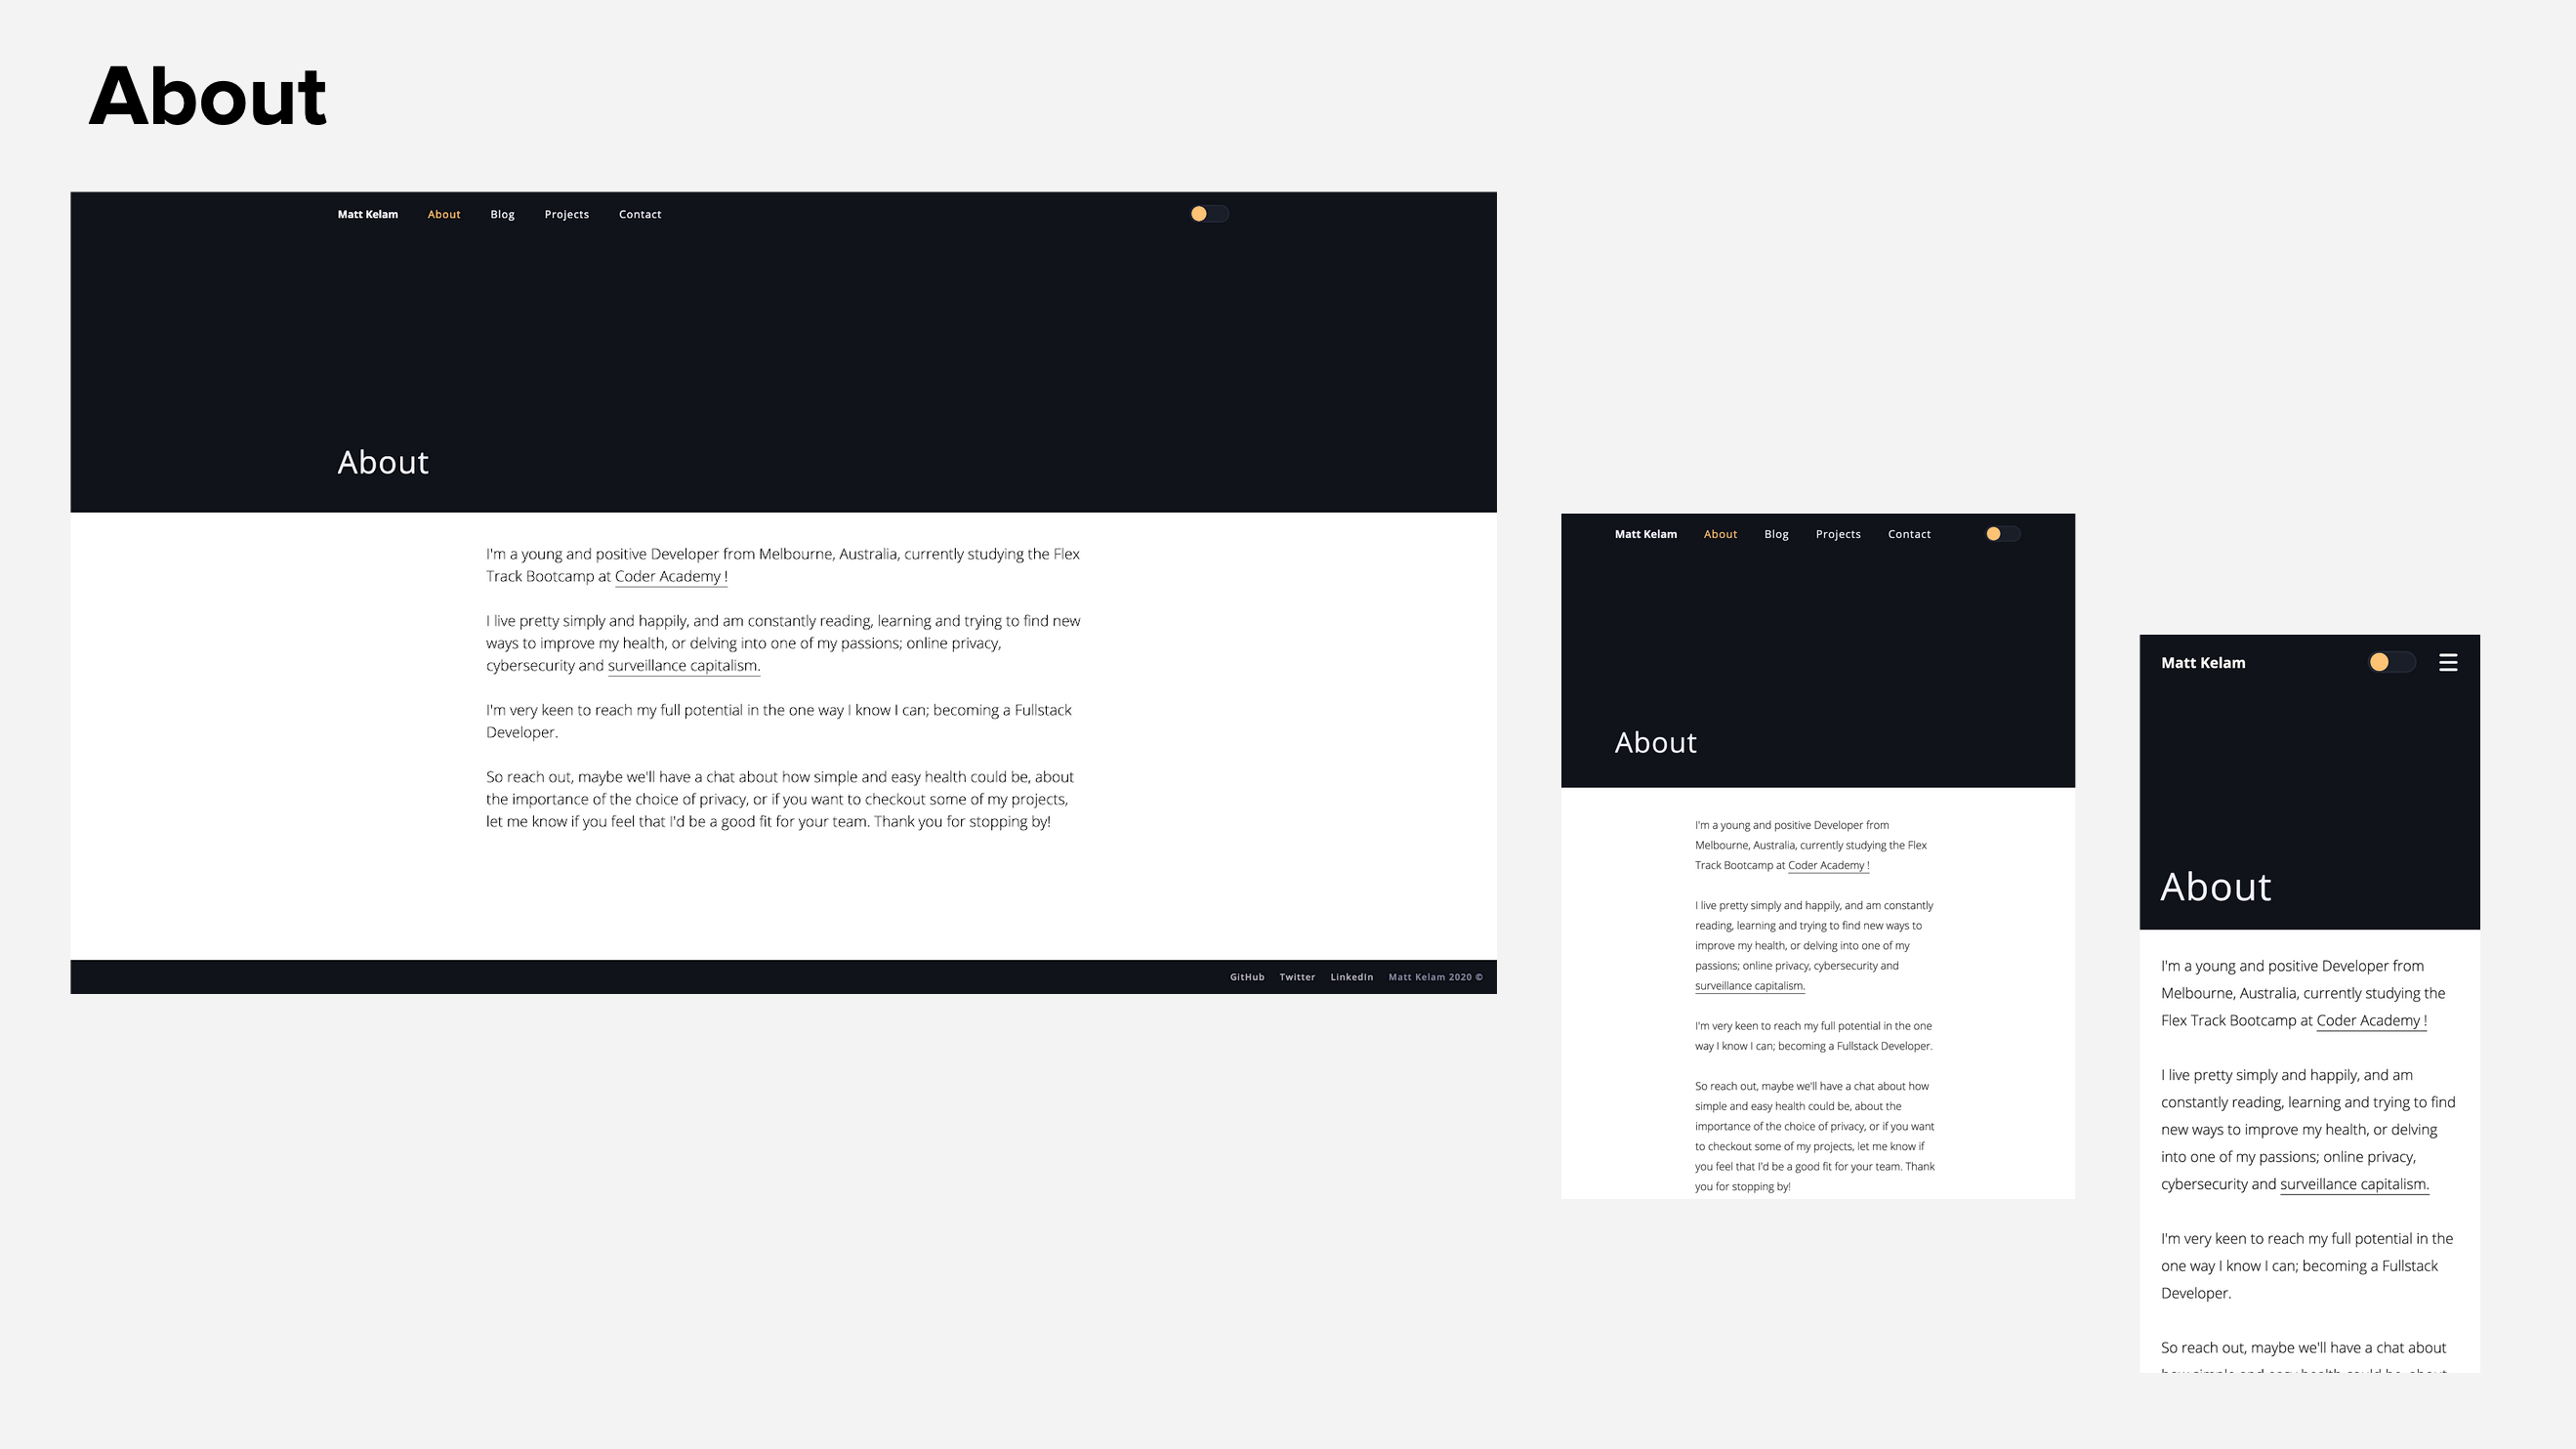 About
Matt Kelam About Blog Projects Contact
About
I'm a young and positive Developer from Melbourne, Australia, currently studying the Flex
Track Bootcamp at Coder Academy !
I live pretty simply and happily, and am constantly reading, learning and trying to find new
ways to improve my health, or delving into one of my passions; online privacy,
cybersecurity and surveillance capitalism.
I'm very keen to reach my full potential in the one way I know I can; becoming a Fullstack
Developer.
So reach out, maybe we'll have a chat about how simple and easy health could be, about
the importance of the choice of privacy, or if you want to checkout some of my projects,
let me know if you feel that I'd be a good fit for your team. Thank you for stopping by!
GitHub Twitter LinkedIn Matt Kelam 2020 ©
Matt Kelam About Blog Projects Contact
About
I'm a young and positive Developer from
Melbourne, Australia, currently studying the Flex
Track Bootcamp at Coder Academy !
I live pretty simply and happily, and am constantly
reading, learning and trying to find new ways to
improve my health, or delving into one of my
passions; online privacy, cybersecurity and
surveillance capitalism.
I'm very keen to reach my full potential in the one
way I know I can; becoming a Fullstack Developer.
So reach out, maybe we'll have a chat about how
simple and easy health could be, about the
importance of the choice of privacy, or if you want
to checkout some of my projects, let me know if
you feel that I'd be a good fit for your team. Thank
you for stopping by!
Matt Kelam
About
I'm a young and positive Developer from
Melbourne, Australia, currently studying the
Flex Track Bootcamp at Coder Academy !
I live pretty simply and happily, and am
constantly reading, learning and trying to find
new ways to improve my health, or delving
into one of my passions; online privacy,
cybersecurity and surveillance capitalism.
I'm very keen to reach my full potential in the
one way I know I can; becoming a Fullstack
Developer.
So reach out, maybe we'll have a chat about